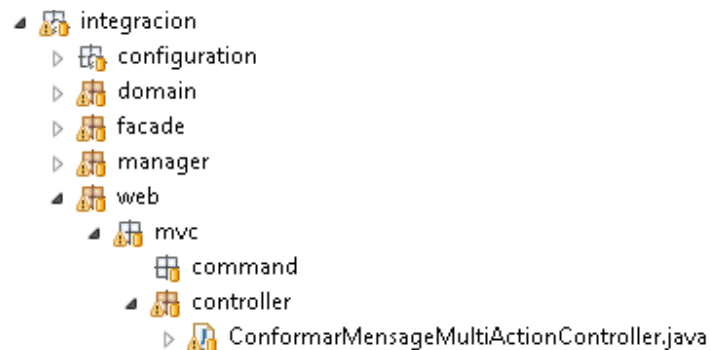 integracion
configuration
domain
facade
manager
web
mvc
command
controller
ConformarMensageMultiActionController.java